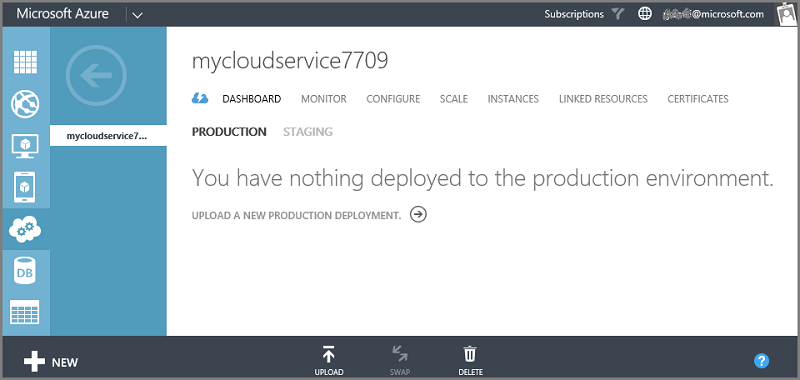 Microsoft Azure
Subscriptions
@microsoft.com
mycloudservice7709
DASHBOARD MONITOR CONFIGURE SCALE INSTANCES LINKED RESOURCES CERTIFICATES
mycloudservice7...
PRODUCTION STAGING
You have nothing deployed to the production environment.
UPLOAD A NEW PRODUCTION DEPLOYMENT.
DB
NEW
UPLOAD
SWAP
DELETE
?